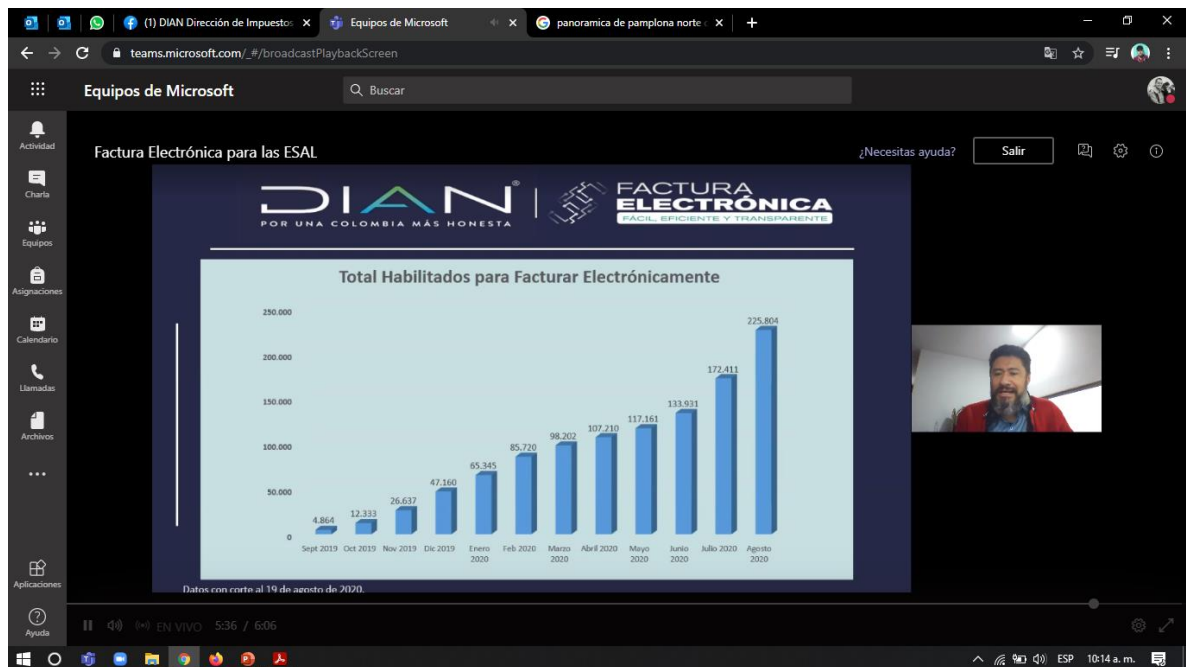 (1) DIAN Dirección de Impuestos
Equipos de Microsoft
panoramica de pamplona norte
teams.microsoft.com/_#/broadcastPlaybackScreen
Equipos de Microsoft
Buscar
Actividad
Charla
Equipos
Asignaciones
Calendario
Llamadas
Archivos
Aplicaciones
Ayuda
Factura Electrónica para las ESAL
¿Necesitas ayuda?
Salir
DIAN®
POR UNA COLOMBIA MÁS HONESTA
FACTURA
ELECTRÓNICA
FÁCIL, EFICIENTE Y TRANSPARENTE
Total Habilitados para Facturar Electrónicamente
250.000
200.000
150.000
100.000
50.000
0
4.864
12.333
26.637
47.160
65.345
85.720
98.202
107.210
117.161
133.931
172.411
225.804
Sept 2019 Oct 2019 Nov 2019 Dic 2019 Enero 2020 Feb 2020 Marzo 2020 Abril 2020 Mayo 2020 Junio 2020 Julio 2020 Agosto 2020
Datos con corte al 19 de agosto de 2020.
EN VIVO 5:36 / 6:06
ESP 10:14 a. m.